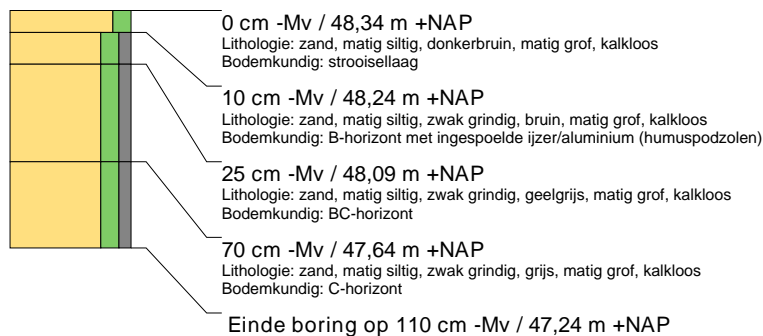 0 cm -Mv / 48,34 m +NAP
Lithologie: zand, matig siltig, donkerbruin, matig grof, kalkloos
Bodemkundig: strooisellaag
10 cm -Mv / 48,24 m +NAP
Lithologie: zand, matig siltig, zwak grindig, bruin, matig grof, kalkloos
Bodemkundig: B-horizont met ingespoelde ijzer/aluminium (humuspodzolen)
25 cm -Mv / 48,09 m +NAP
Lithologie: zand, matig siltig, zwak grindig, geelgrijs, matig grof, kalkloos
Bodemkundig: BC-horizont
70 cm -Mv / 47,64 m +NAP
Lithologie: zand, matig siltig, zwak grindig, grijs, matig grof, kalkloos
Bodemkundig: C-horizont
Einde boring op 110 cm -Mv / 47,24 m +NAP